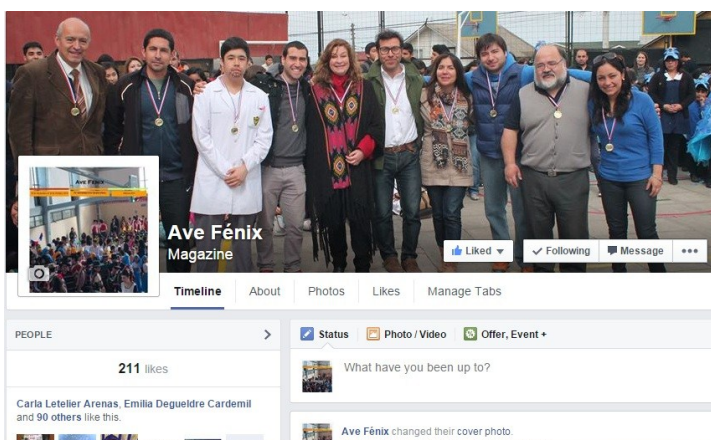 Ave Fénix
Ave Fénix
Magazine
Liked
Following
Message
Timeline
About
Photos
Likes
Manage Tabs
PEOPLE
211 likes
Carla Letelier Arenas, Emilia Degueldre Cardemil
and 90 others like this.
Status
Photo / Video
Offer, Event +
What have you been up to?
Ave Fénix changed their cover photo.